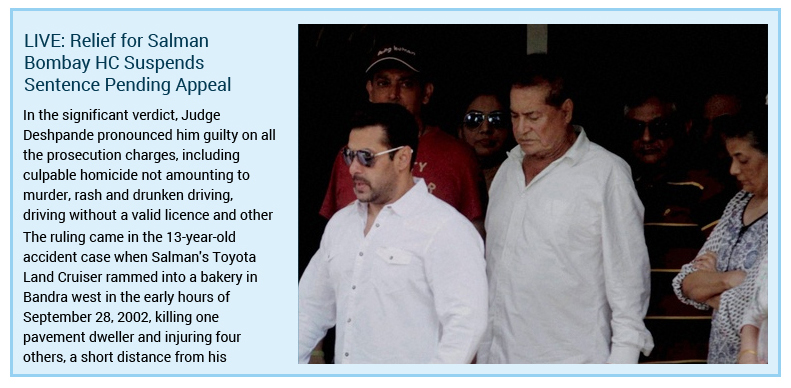 LIVE: Relief for Salman
Bombay HC Suspends
Sentence Pending Appeal
In the significant verdict, Judge
Deshpande pronounced him guilty on all
the prosecution charges, including
culpable homicide not amounting to
murder, rash and drunken driving,
driving without a valid licence and other
The ruling came in the 13-year-old
accident case when Salman's Toyota
Land Cruiser rammed into a bakery in
Bandra west in the early hours of
September 28, 2002, killing one
pavement dweller and injuring four
others, a short distance from his
human